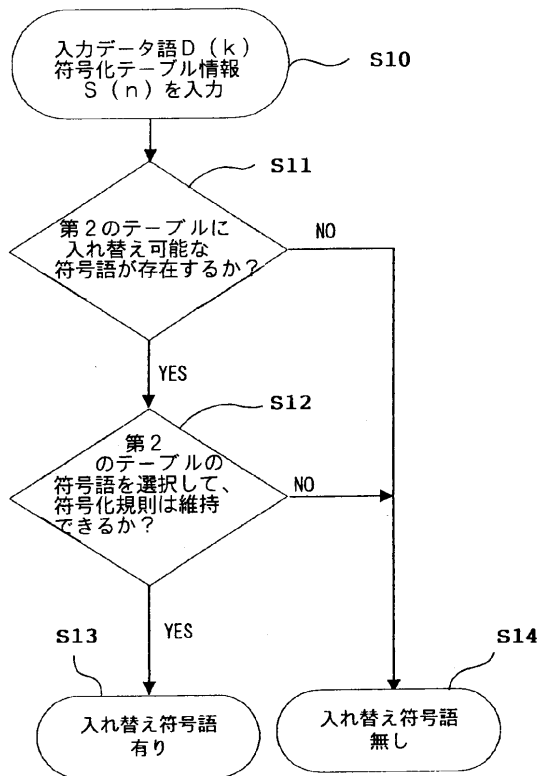 入力データ語D(k)
符号化テーブル情報
S(n)を入力
S10
S11
第2のテーブルに
入れ替え可能な
符号語が存在するか?
NO
YES
S12
第2
のテーブルの
符号語を選択して、
符号化規則は維持
できるか?
NO
YES
S13
S14
入れ替え符号語
有り
入れ替え符号語
無し